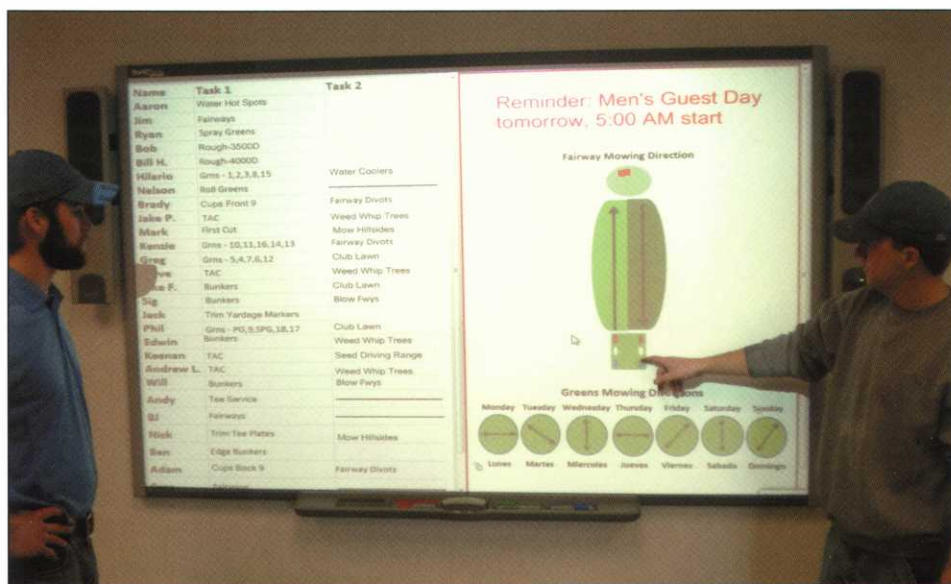 Name Task 1 Task 2
Aaron Water Hot Spots
Jim Fairways
Ryan Spray Greens
Bob Rough-3500D
Bill H. Rough-4000D
Hilario Grns - 1,2,3,8,15 Water Coolers
Nelson Roll Greens
Brady Cups Front 9 Fairway Divots
Jake P. TAC Weed Whip Trees
Mark First Cut Mow Hillsides
Kenzie Grns - 10,11,16,14,13 Fairway Divots
Greg Grns - 5,4,7,6,12 Club Lawn
TAC Weed Whip Trees
F. Bunkers Club Lawn
Sig Bunkers Blow Fwys
Jack Trim Yardage Markers
Phil Grns - PG,9,SPG,18,17 Club Lawn
Edwin Bunkers Weed Whip Trees
Keenan TAC Seed Driving Range
Andrew L. TAC Weed Whip Trees
Will Bunkers Blow Fwys
Andy Tee Service
BJ Fairways
Nick Trim Tee Plates Mow Hillsides
Ben Edge Bunkers
Adam Cups Back 9 Fairway Divots
Fairways
Reminder: Men's Guest Day
tomorrow, 5:00 AM start
Fairway Mowing Direction
Greens Mowing Directions
Monday Tuesday Wednesday Thursday Friday Saturday Sunday
Lunes Martes Miercoles Jueves Viernes Sabado Domingo